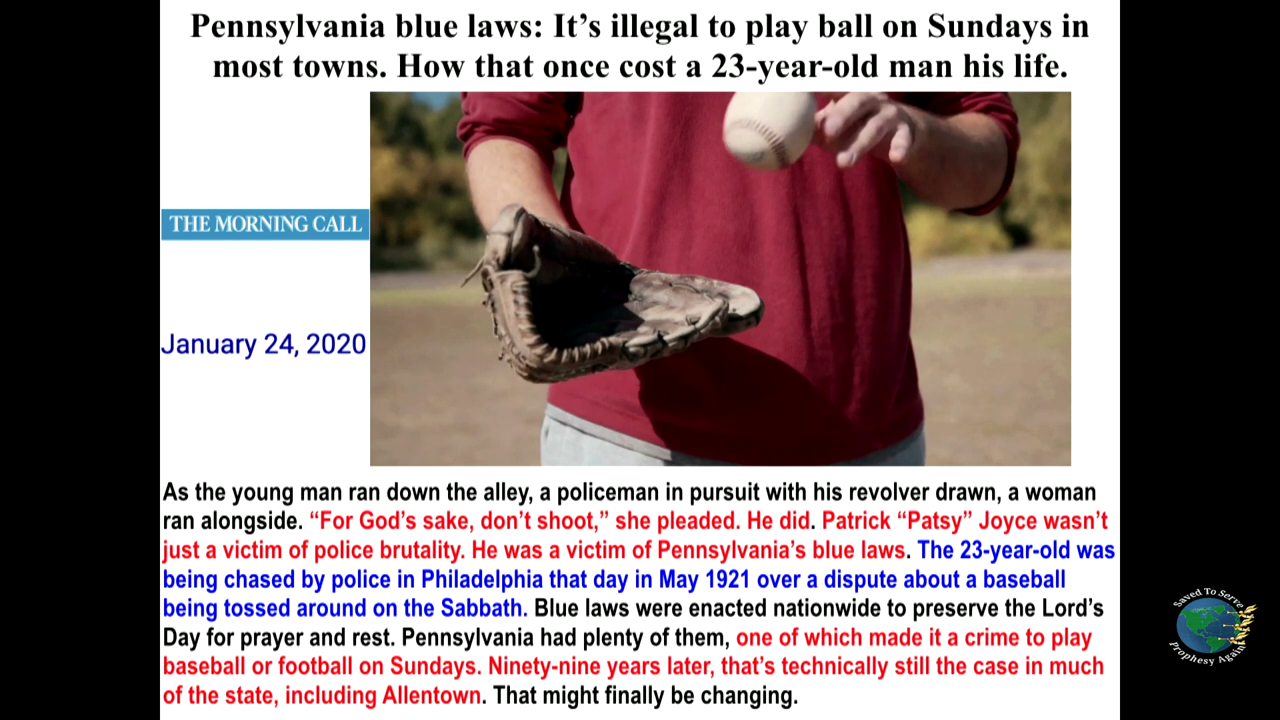 Pennsylvania blue laws: It’s illegal to play ball on Sundays in
most towns. How that once cost a 23-year-old man his life.
THE MORNING CALL
January 24, 2020
As the young man ran down the alley, a policeman in pursuit with his revolver drawn, a woman
ran alongside. “For God’s sake, don’t shoot,” she pleaded. He did. Patrick “Patsy” Joyce wasn’t
just a victim of police brutality. He was a victim of Pennsylvania’s blue laws. The 23-year-old was
being chased by police in Philadelphia that day in May 1921 over a dispute about a baseball
being tossed around on the Sabbath. Blue laws were enacted nationwide to preserve the Lord’s
Day for prayer and rest. Pennsylvania had plenty of them, one of which made it a crime to play
baseball or football on Sundays. Ninety-nine years later, that’s technically still the case in much
of the state, including Allentown. That might finally be changing.
Saved To Serve
Prophesy Again